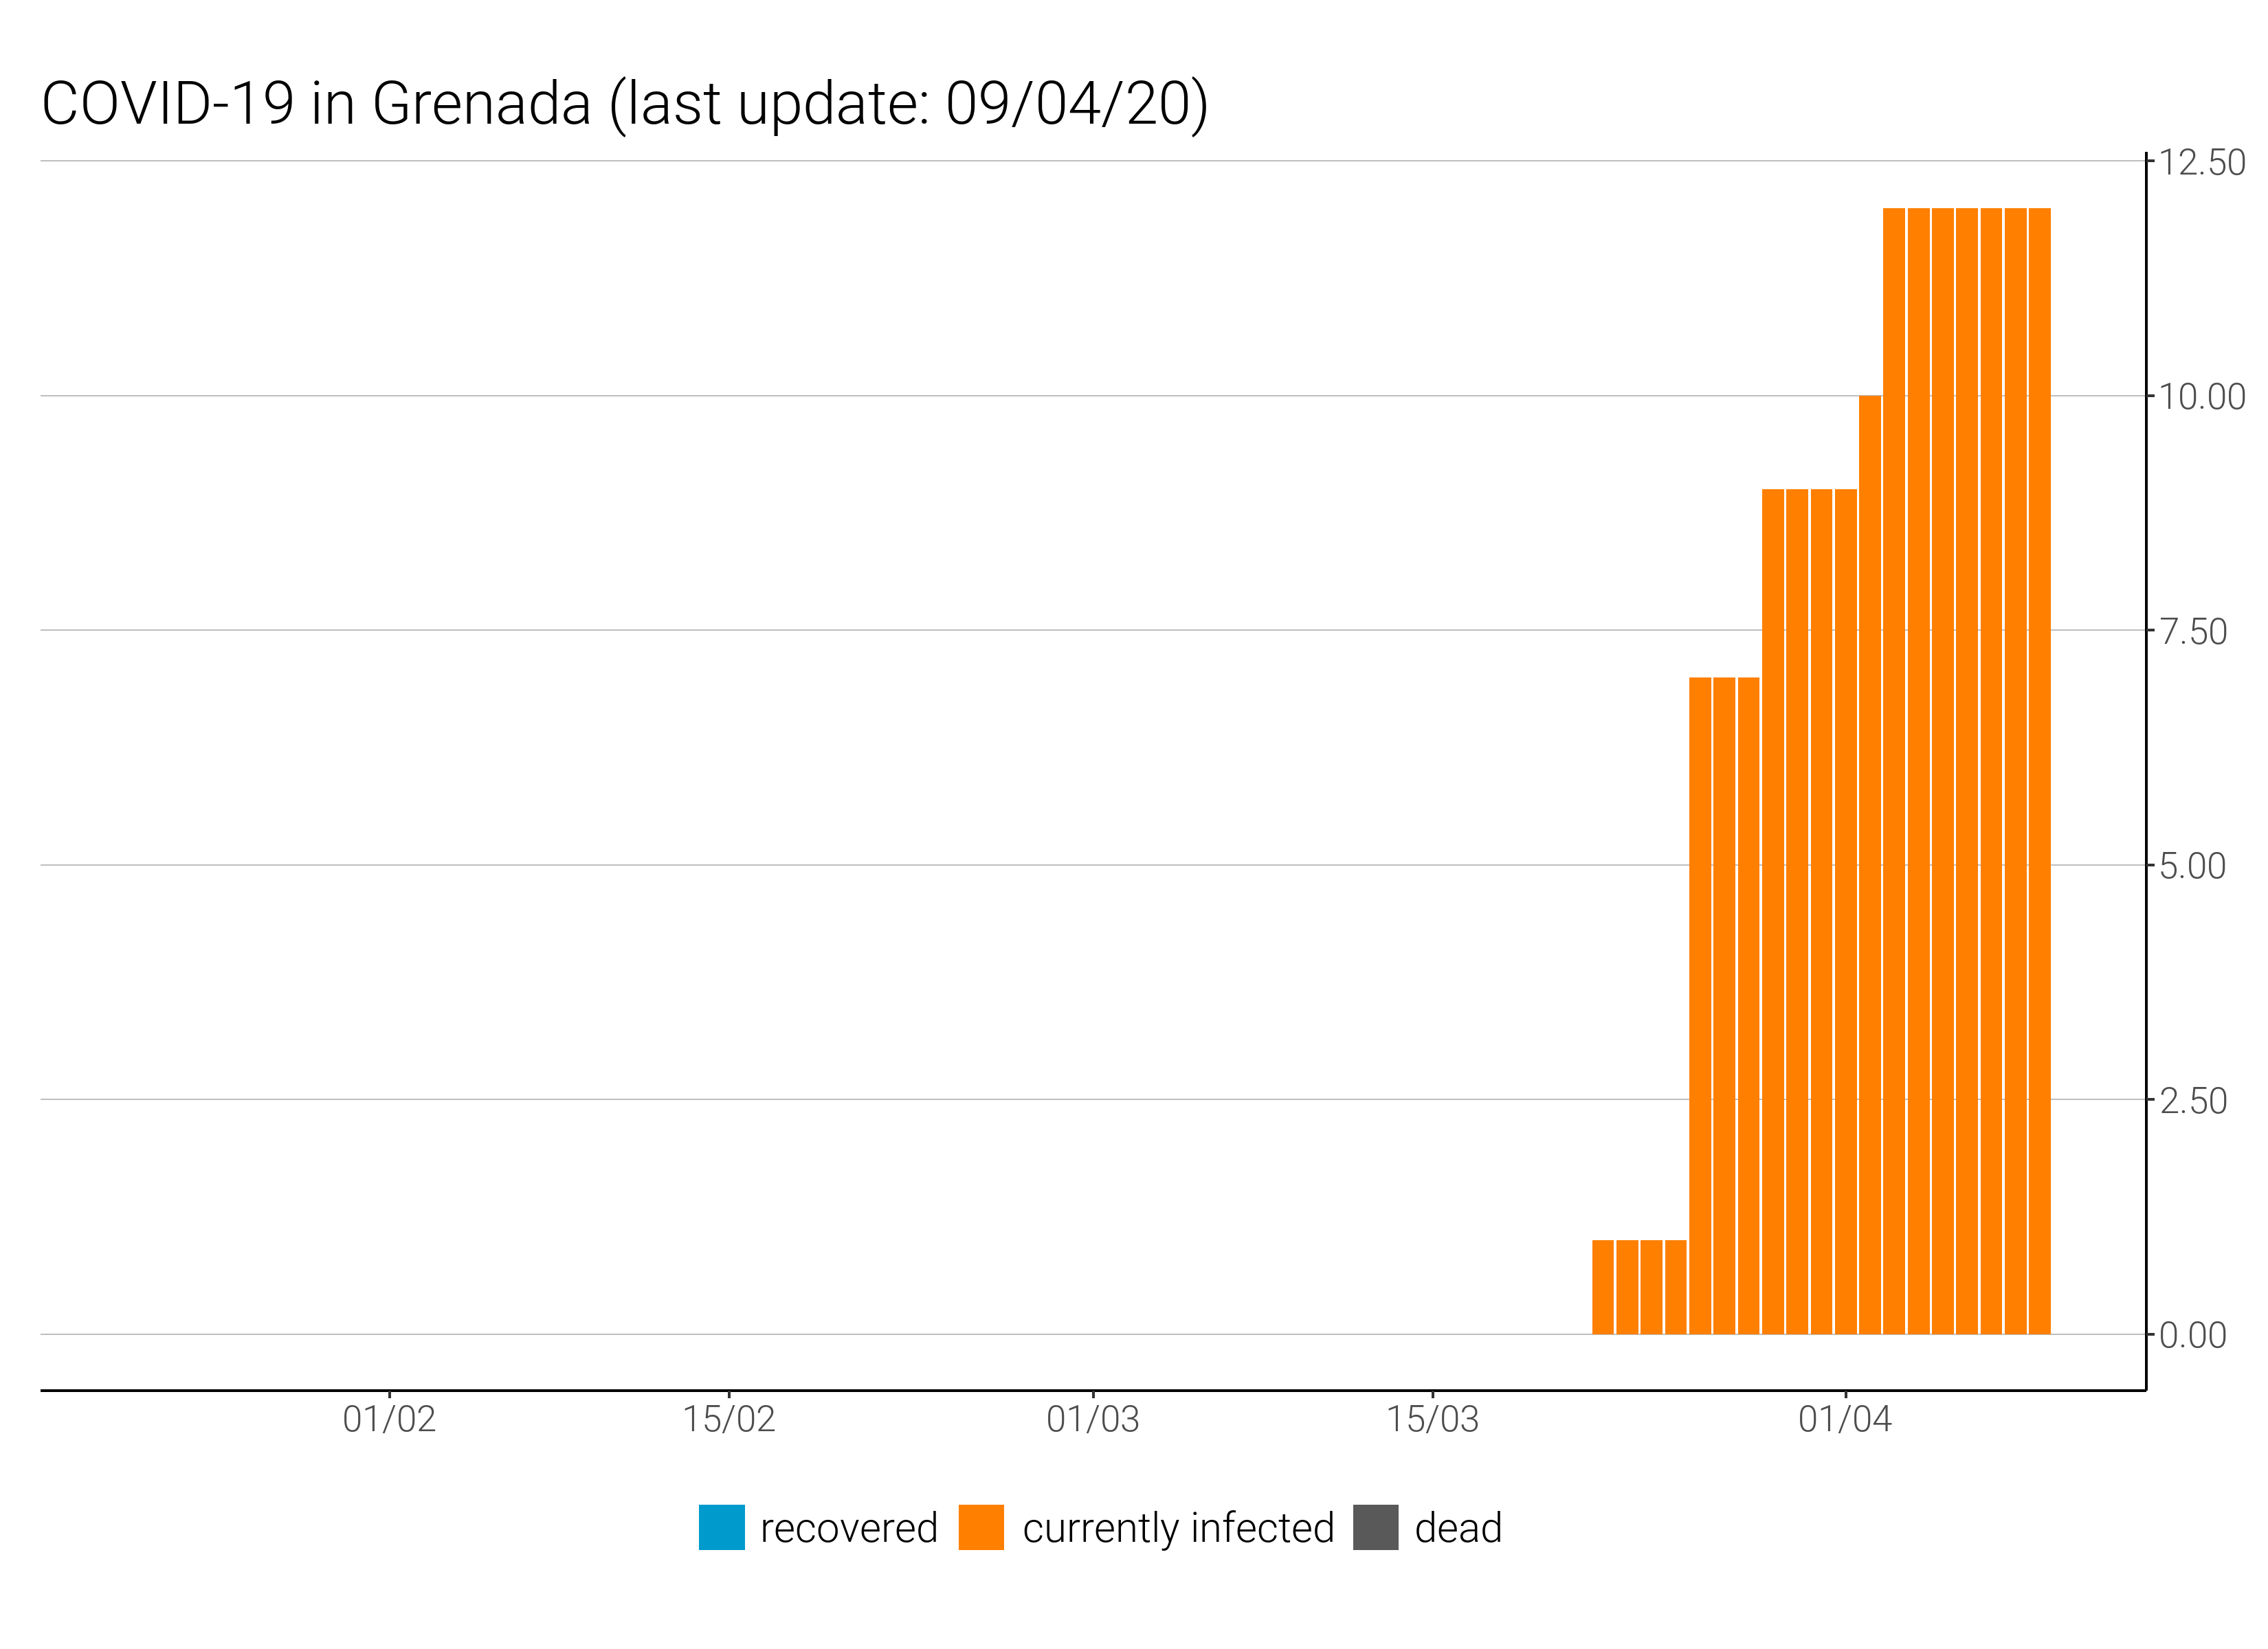 COVID-19 in Grenada (last update: 09/04/20)
12.50
10.00
7.50
5.00
2.50
0.00
01/02 15/02 01/03 15/03 01/04
recovered currently infected dead